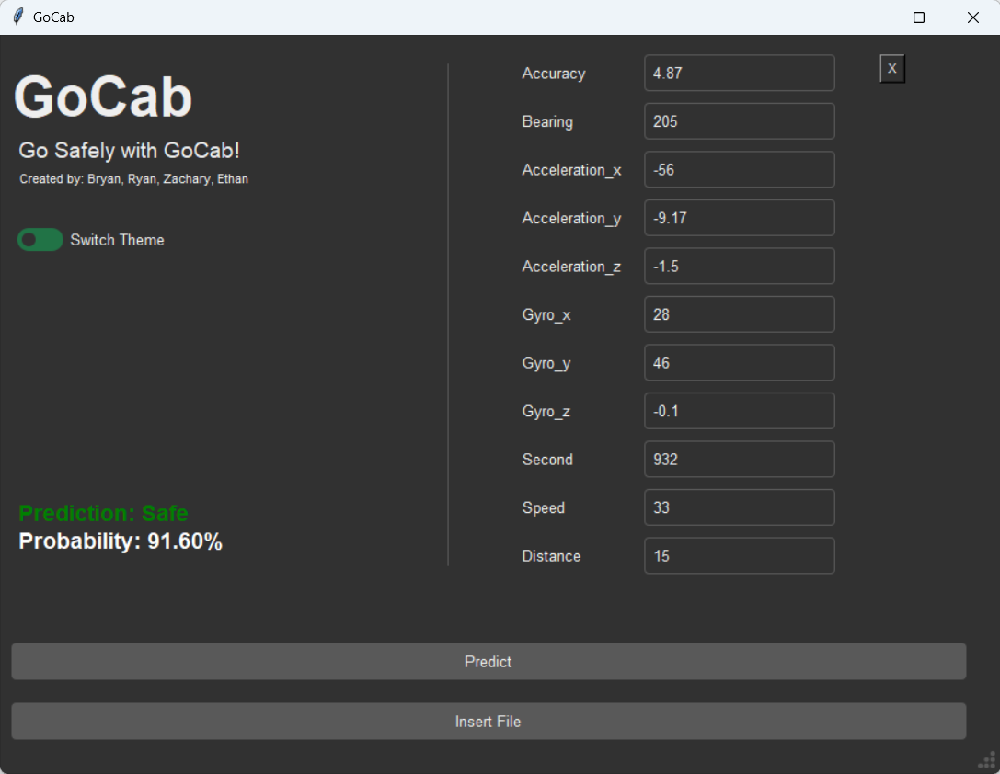 GoCab
GoCab
Go Safely with GoCab!
Created by: Bryan, Ryan, Zachary, Ethan
Switch Theme
Prediction: Safe
Probability: 91.60%
Accuracy 4.87 X
Bearing 205
Acceleration_x -56
Acceleration_y -9.17
Acceleration_z -1.5
Gyro_x 28
Gyro_y 46
Gyro_z -0.1
Second 932
Speed 33
Distance 15
Predict
Insert File